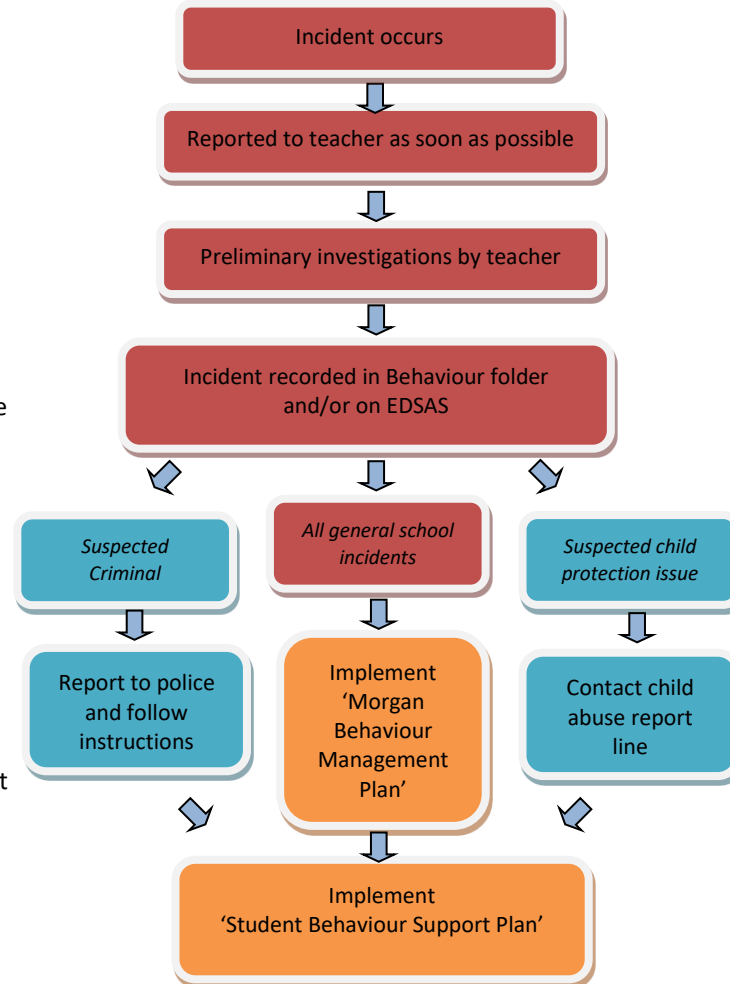 Incident occurs
Reported to teacher as soon as possible
Preliminary investigations by teacher
Incident recorded in Behaviour folder
and/or on EDSAS
e
Suspected
Criminal
All general school
incidents
Suspected child
protection issue
Report to police
and follow
instructions
Implement
‘Morgan
Behaviour
Management
Plan’
Contact child
abuse report
line
t
Implement
‘Student Behaviour Support Plan’